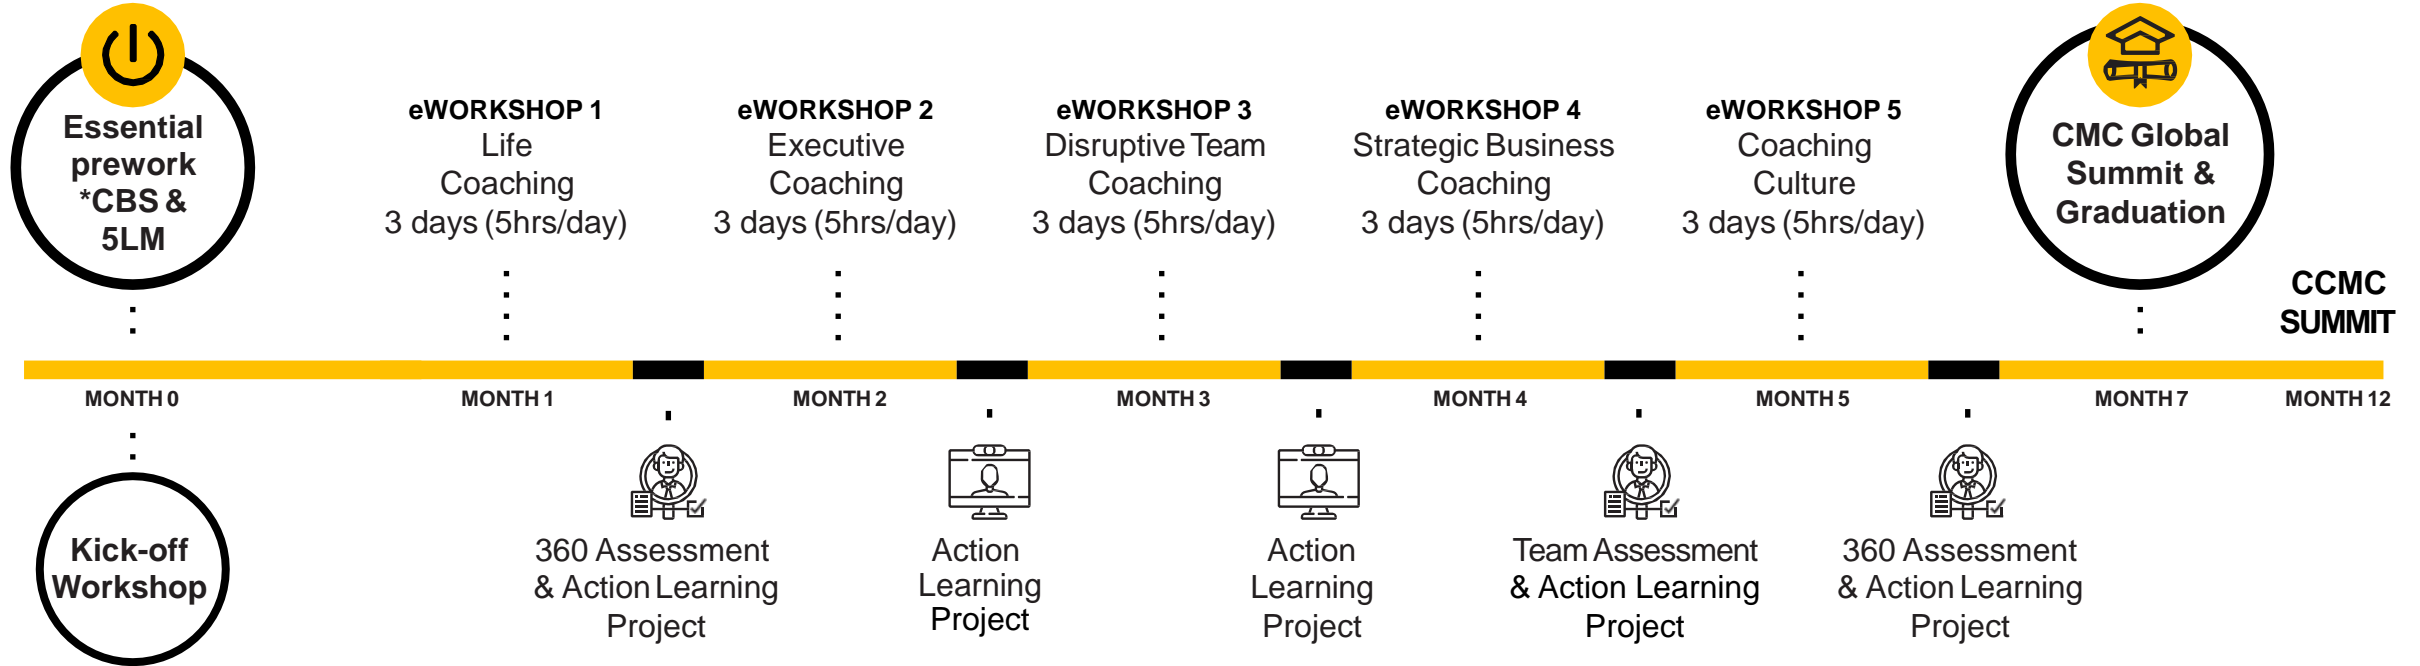 Essential
prework
*CBS &
5LM
eWORKSHOP 1
Life
Coaching
3 days (5hrs/day)
eWORKSHOP 2
Executive
Coaching
3 days (5hrs/day)
eWORKSHOP 3
Disruptive Team
Coaching
3 days (5hrs/day)
eWORKSHOP 4
Strategic Business
Coaching
3 days (5hrs/day)
eWORKSHOP 5
Coaching
Culture
3 days (5hrs/day)
CMC Global
Summit &
Graduation
CCMC
SUMMIT
MONTH 0
MONTH 1
MONTH 2
MONTH 3
MONTH 4
MONTH 5
MONTH 7
MONTH 12
Kick-off
Workshop
360 Assessment
& Action Learning
Project
Action
Learning
Project
Action
Learning
Project
Team Assessment
& Action Learning
Project
360 Assessment
& Action Learning
Project